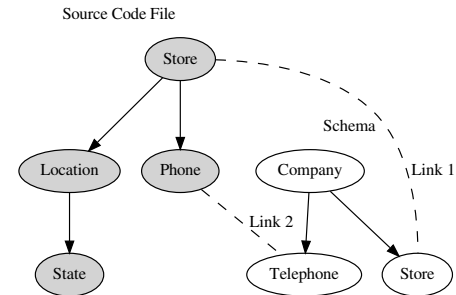 Source Code File
Store
Schema
Location
Phone
Company
Link 1
Link 2
State
Telephone
Store